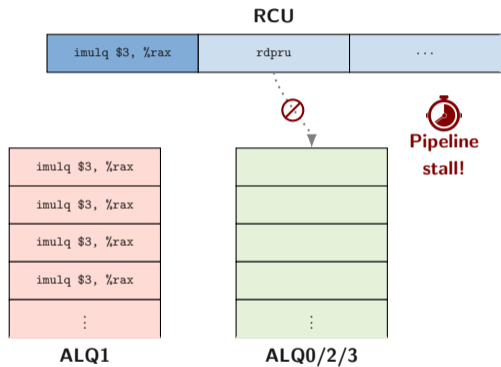 RCU
imulq $3, %rax
rdpru
...
Pipeline
stall!
imulq $3, %rax
imulq $3, %rax
imulq $3, %rax
imulq $3, %rax
⋮
⋮
ALQ1
ALQ0/2/3